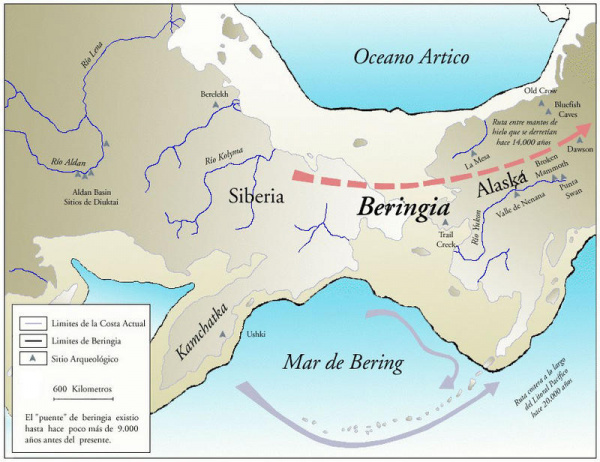 Oceano Artico
Río Lena
Berelekh
Old Crow
Bluefish
Caves
Ruta entre mantos de
hielo que se derretían
hace 14.000 años
Dawson
Río Kolyma
Río Aldan
La Mesa
Broken
Mammoth
Aldan Basin
Sitios de Diuktai
Siberia
Beringia
Alaska
Punta
Swan
Valle de Nenana
Trail
Creek
Río Yukon
Kamchatka
Ushki
Mar de Bering
Ruta costera a lo largo
del Litoral Pacífico
hace 20.000 años
Limites de la Costa Actual
Limites de Beringia
Sitio Arqueológico
600 Kilometros
El "puente" de beringia existio
hasta hace poco más de 9.000
años antes del presente.